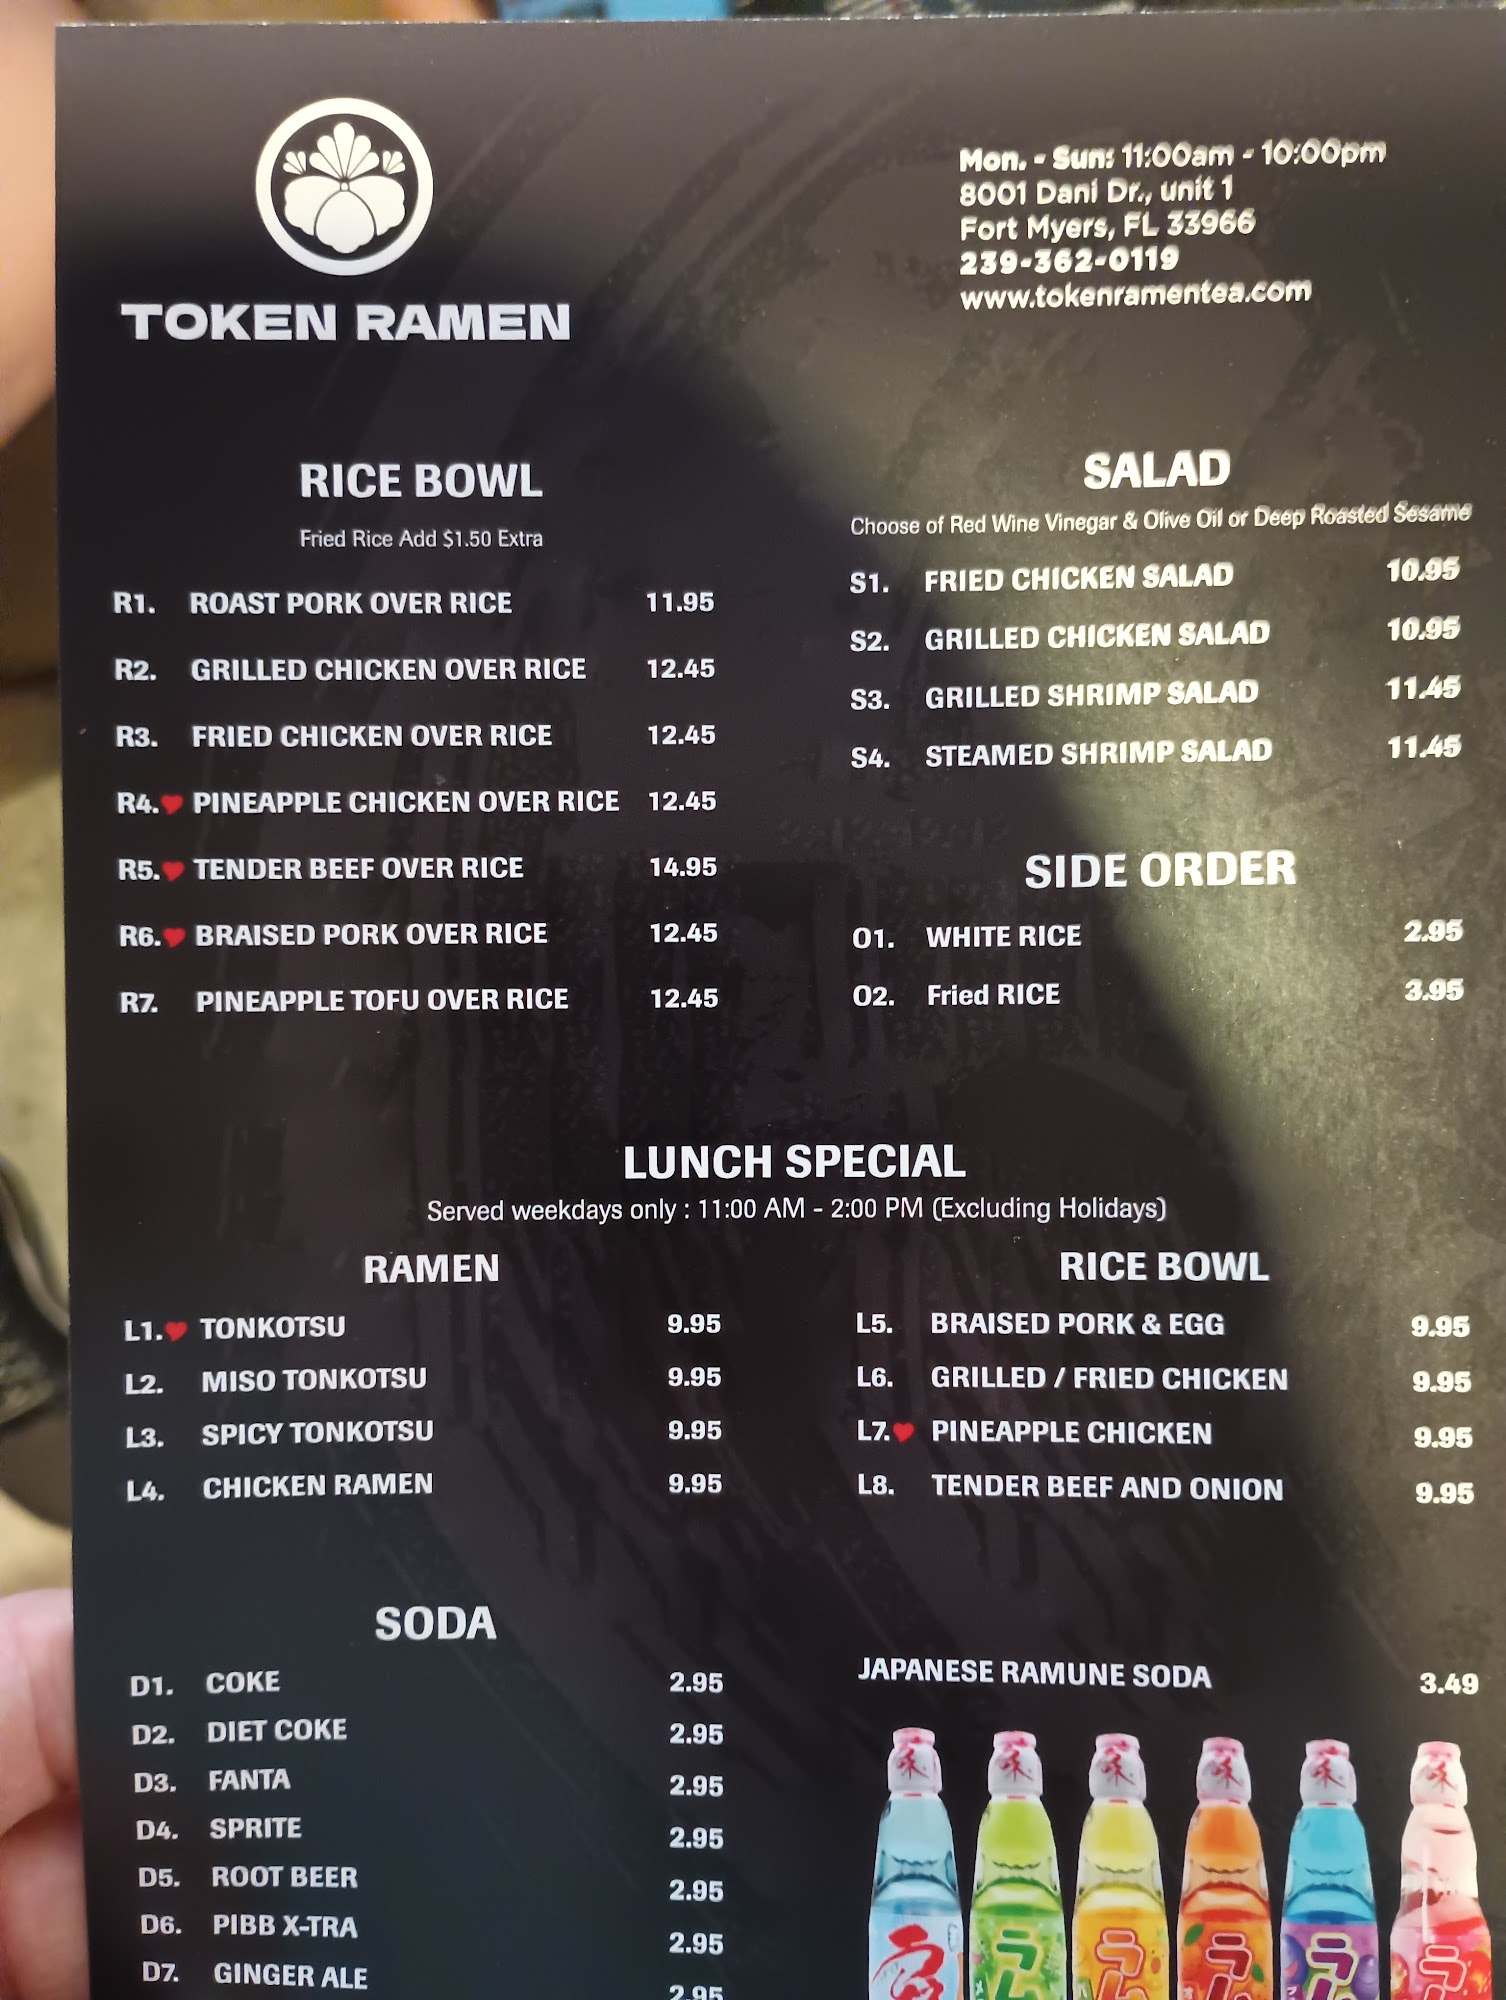 TOKEN RAMEN
Mon. - Sun: 11:00am - 10:00pm
8001 Dani Dr., unit 1
Fort Myers, FL 33966
239-362-0119
www.tokenramentea.com
RICE BOWL
Fried Rice Add $1.50 Extra
R1. ROAST PORK OVER RICE 11.95
R2. GRILLED CHICKEN OVER RICE 12.45
R3. FRIED CHICKEN OVER RICE 12.45
R4. PINEAPPLE CHICKEN OVER RICE 12.45
R5. TENDER BEEF OVER RICE 14.95
R6. BRAISED PORK OVER RICE 12.45
R7. PINEAPPLE TOFU OVER RICE 12.45
SALAD
Choose of Red Wine Vinegar & Olive Oil or Deep Roasted Sesame
S1. FRIED CHICKEN SALAD 10.95
S2. GRILLED CHICKEN SALAD 10.95
S3. GRILLED SHRIMP SALAD 11.45
S4. STEAMED SHRIMP SALAD 11.45
SIDE ORDER
O1. WHITE RICE 2.95
O2. Fried RICE 3.95
LUNCH SPECIAL
Served weekdays only : 11:00 AM - 2:00 PM (Excluding Holidays)
RAMEN
L1. TONKOTSU 9.95
L2. MISO TONKOTSU 9.95
L3. SPICY TONKOTSU 9.95
L4. CHICKEN RAMEN 9.95
RICE BOWL
L5. BRAISED PORK & EGG 9.95
L6. GRILLED / FRIED CHICKEN 9.95
L7. PINEAPPLE CHICKEN 9.95
L8. TENDER BEEF AND ONION 9.95
SODA
D1. COKE 2.95
D2. DIET COKE 2.95
D3. FANTA 2.95
D4. SPRITE 2.95
D5. ROOT BEER 2.95
D6. PIBB X-TRA 2.95
D7. GINGER ALE 2.95
JAPANESE RAMUNE SODA 3.49